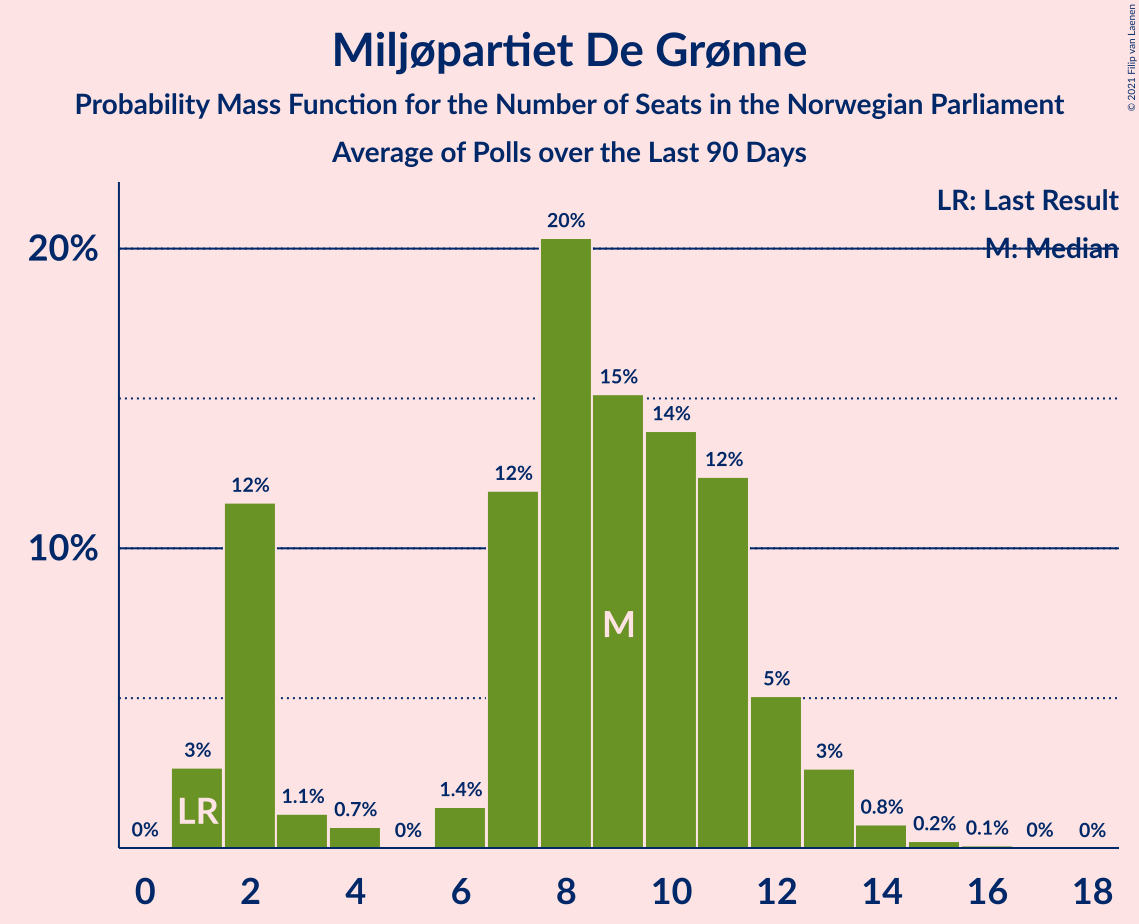 Miljøpartiet De Grønne
Probability Mass Function for the Number of Seats in the Norwegian Parliament
Average of Polls over the Last 90 Days
© 2021 Filip van Laenen
LR: Last Result
M: Median
20%
10%
0%
3%
12%
1.1%
0.7%
0%
1.4%
12%
20%
15%
14%
12%
5%
3%
0.8%
0.2%
0.1%
0%
0%
LR
M
0 2 4 6 8 10 12 14 16 18